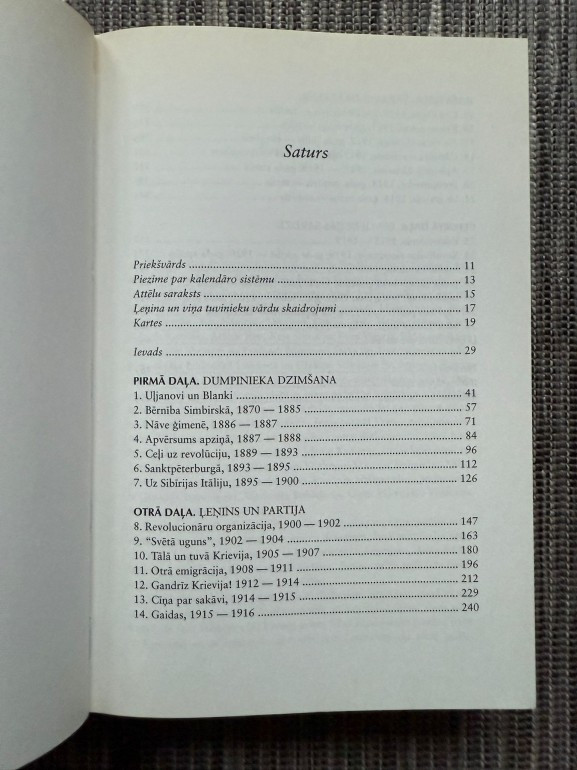 Saturs
Priekšvārds ........ 11
Piezīme par kalendāro sistēmu ........ 13
Attēlu saraksts ........ 15
Ļeņina un viņa tuvinieku vārdu skaidrojumi ........ 17
Kartes ........ 19
Ievads ........ 29
PIRMĀ DAĻA. DUMPINIEKA DZIMŠANA
1. Uļjanovi un Blanki ........ 41
2. Bērnība Simbirskā, 1870 — 1885 ........ 57
3. Nāve ģimenē, 1886 — 1887 ........ 71
4. Apvērsums apziņā, 1887 — 1888 ........ 84
5. Ceļi uz revolūciju, 1889 — 1893 ........ 96
6. Sanktpēterburgā, 1893 — 1895 ........ 112
7. Uz Sibīrijas Itāliju, 1895 — 1900 ........ 126
OTRĀ DAĻA. ĻEŅINS UN PARTIJA
8. Revolucionāru organizācija, 1900 — 1902 ........ 147
9. “Svētā uguns”, 1902 — 1904 ........ 163
10. Tālā un tuvā Krievija, 1905 — 1907 ........ 180
11. Otrā emigrācija, 1908 — 1911 ........ 196
12. Gandrīz Krievija! 1912 — 1914 ........ 212
13. Cīņa par sakāvi, 1914 — 1915 ........ 229
14. Gaidas, 1915 — 1916 ........ 240